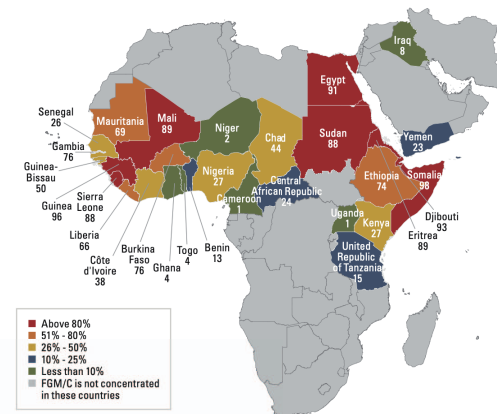 Iraq
8
Egypt
91
Senegal
26
Mauritania
69
Mali
89
Niger
2
Chad
44
Sudan
88
Yemen
23
Gambia
76
Guinea-
Bissau
50
Nigeria
27
Central
African Republic
24
Ethiopia
74
Somalia
98
Guinea
96
Sierra
Leone
88
Cameroon
1
Uganda
1
Kenya
27
Djibouti
93
Eritrea
89
Liberia
66
Côte
d'Ivoire
38
Burkina
Faso
76
Ghana
4
Togo
4
Benin
13
United
Republic
of Tanzania
15
Above 80%
51% - 80%
26% - 50%
10% - 25%
Less than 10%
FGM/C is not concentrated
in these countries